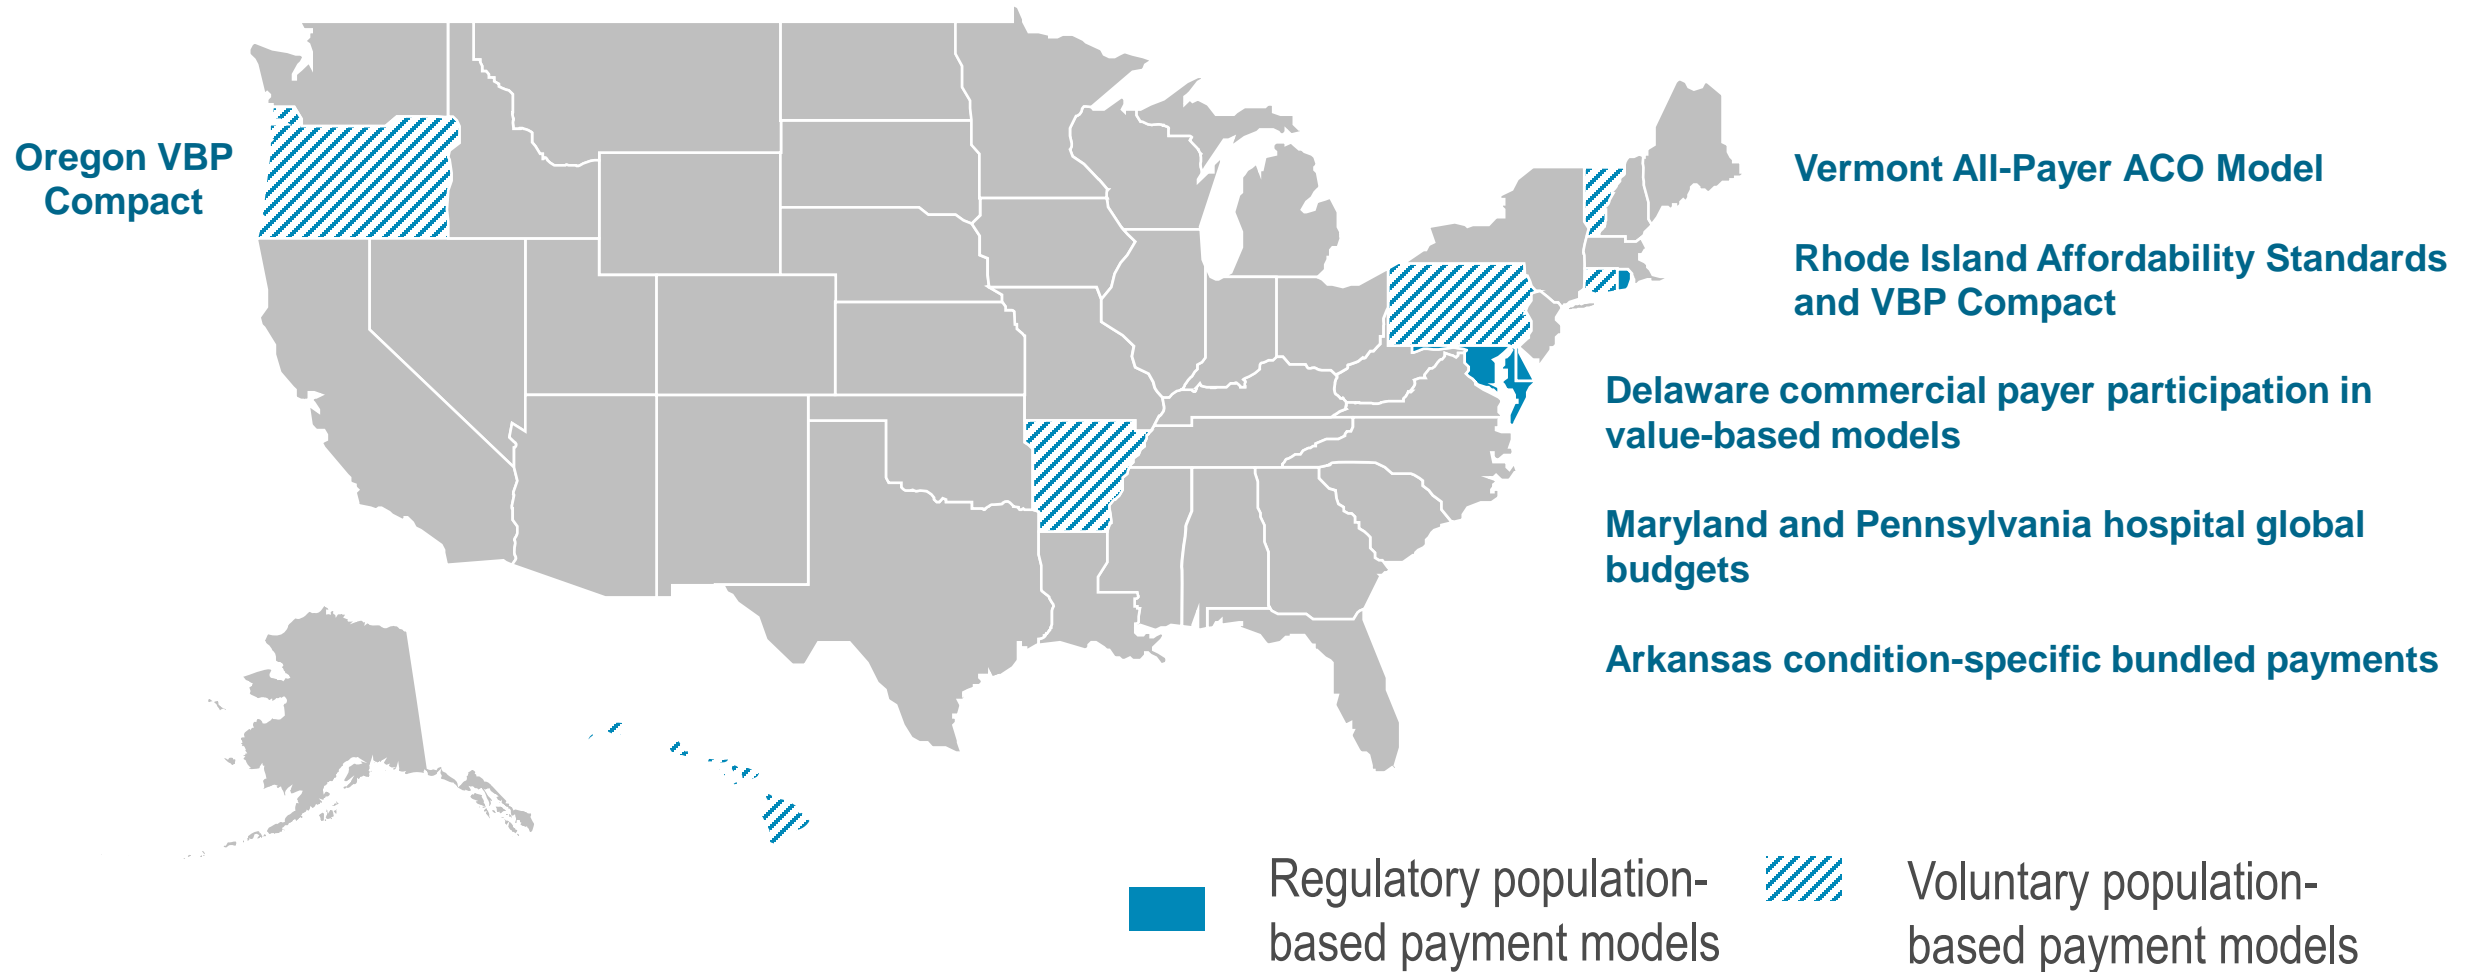 Oregon VBP
Compact
Vermont All-Payer ACO Model
Rhode Island Affordability Standards
and VBP Compact
Delaware commercial payer participation in
value-based models
Maryland and Pennsylvania hospital global
budgets
Arkansas condition-specific bundled payments
Regulatory population-
based payment models
Voluntary population-
based payment models